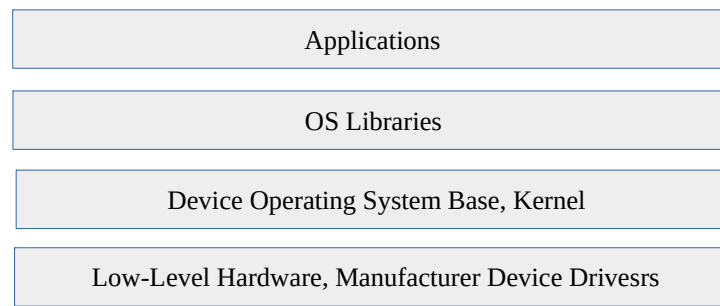 Applications
OS Libraries
Device Operating System Base, Kernel
Low-Level Hardware, Manufacturer Device Drivesrs